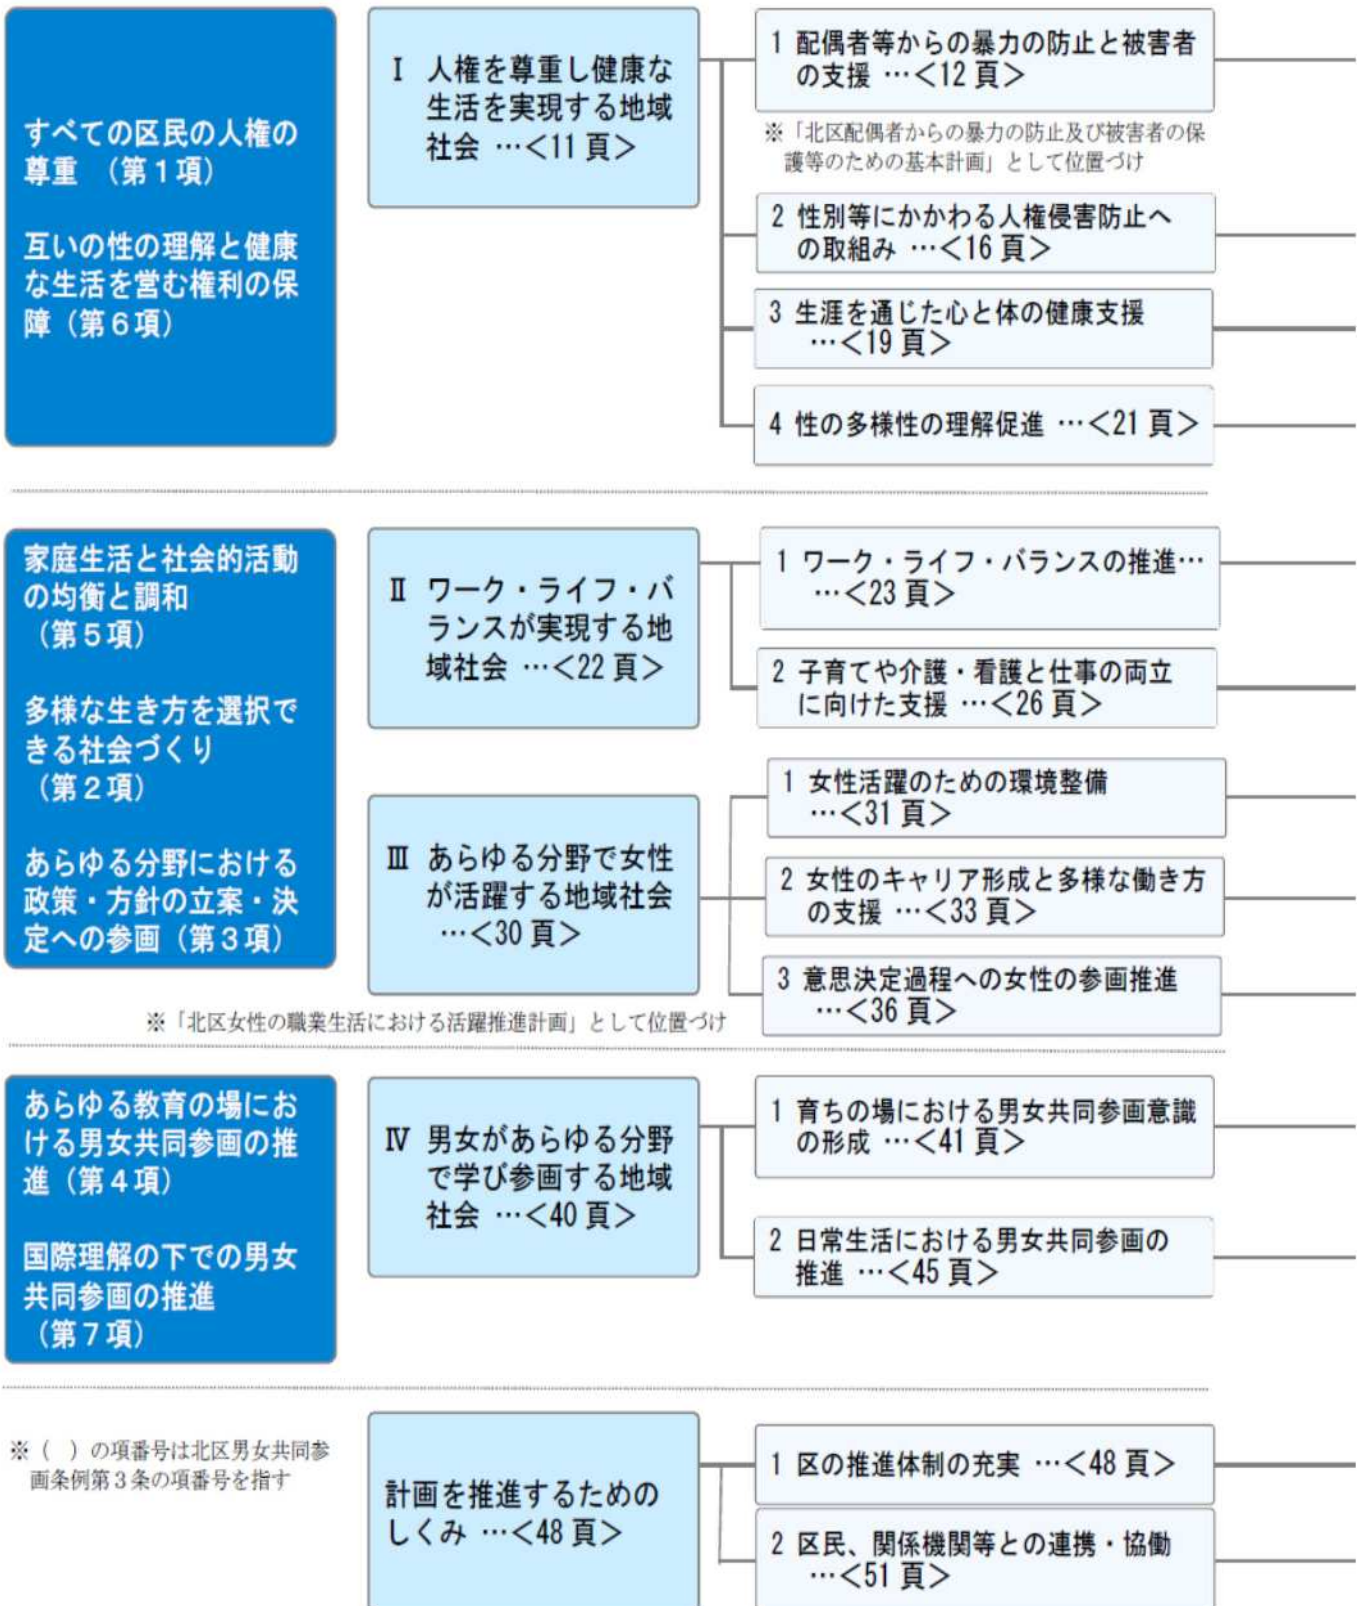 すべての区民の人権の
尊重 （第１項）
互いの性の理解と健康
な生活を営む権利の保
障（第６項）
Ⅰ 人権を尊重し健康な
生活を実現する地域
社会 …＜11 頁＞
1 配偶者等からの暴力の防止と被害者
の支援 …＜12 頁＞
※「北区配偶者からの暴力の防止及び被害者の保
護等のための基本計画」として位置づけ
2 性別等にかかわる人権侵害防止へ
の取組み …＜16 頁＞
3 生涯を通じた心と体の健康支援
…＜19 頁＞
4 性の多様性の理解促進 …＜21 頁＞
家庭生活と社会的活動
の均衡と調和
（第５項）
多様な生き方を選択で
きる社会づくり
（第２項）
あらゆる分野における
政策・方針の立案・決
定への参画（第３項）
Ⅱ ワーク・ライフ・バ
ランスが実現する地
域社会 …＜22 頁＞
1 ワーク・ライフ・バランスの推進…
…＜23 頁＞
2 子育てや介護・看護と仕事の両立
に向けた支援 …＜26 頁＞
Ⅲ あらゆる分野で女性
が活躍する地域社会
…＜30 頁＞
1 女性活躍のための環境整備
…＜31 頁＞
2 女性のキャリア形成と多様な働き方
の支援 …＜33 頁＞
3 意思決定過程への女性の参画推進
…＜36 頁＞
※「北区女性の職業生活における活躍推進計画」として位置づけ
あらゆる教育の場にお
ける男女共同参画の推
進（第４項）
国際理解の下での男女
共同参画の推進
（第７項）
Ⅳ 男女があらゆる分野
で学び参画する地域
社会 …＜40 頁＞
1 育ちの場における男女共同参画意識
の形成 …＜41 頁＞
2 日常生活における男女共同参画の
推進 …＜45 頁＞
※（ ）の項番号は北区男女共同参
画条例第３条の項番号を指す
計画を推進するための
しくみ …＜48 頁＞
1 区の推進体制の充実 …＜48 頁＞
2 区民、関係機関等との連携・協働
…＜51 頁＞